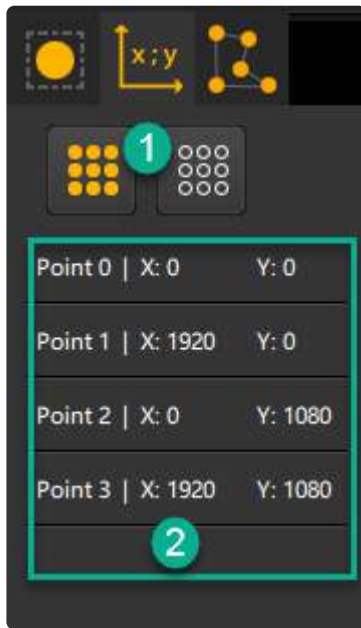 x;y
1
Point 0 | X: 0 Y: 0
Point 1 | X: 1920 Y: 0
Point 2 | X: 0 Y: 1080
Point 3 | X: 1920 Y: 1080
2